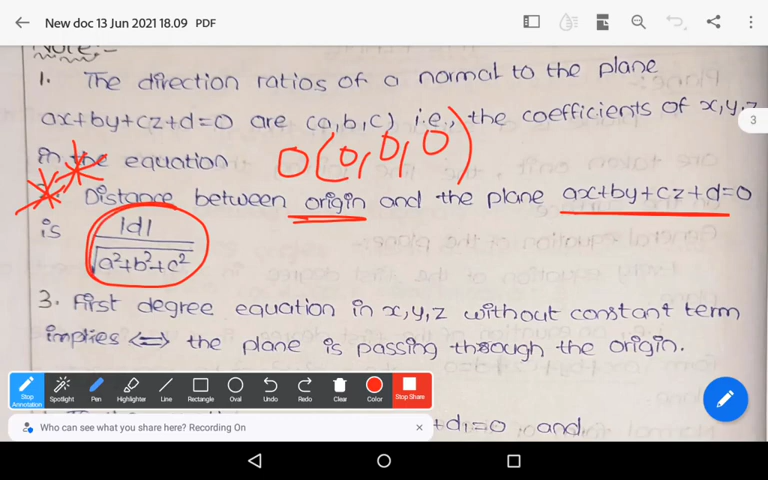 New doc 13 Jun 2021 18.09 PDF
Note:-
1. The direction ratios of a normal to the plane
ax+by+cz+d=0 are (a,b,c) i.e., the coefficients of x,y,z
3
in the equation
O(0,0,0)
Distance between origin and the plane ax+by+cz+d=0
is |d|
√a²+b²+c²
3. First degree equation in x,y,z without constant term
implies <=> the plane is passing through the origin.
Stop Annotation
Spotlight
Pen
Highlighter
Line
Rectangle
Oval
Undo
Redo
Clear
Color
Stop Share
Who can see what you share here? Recording On
+d₁=0 and